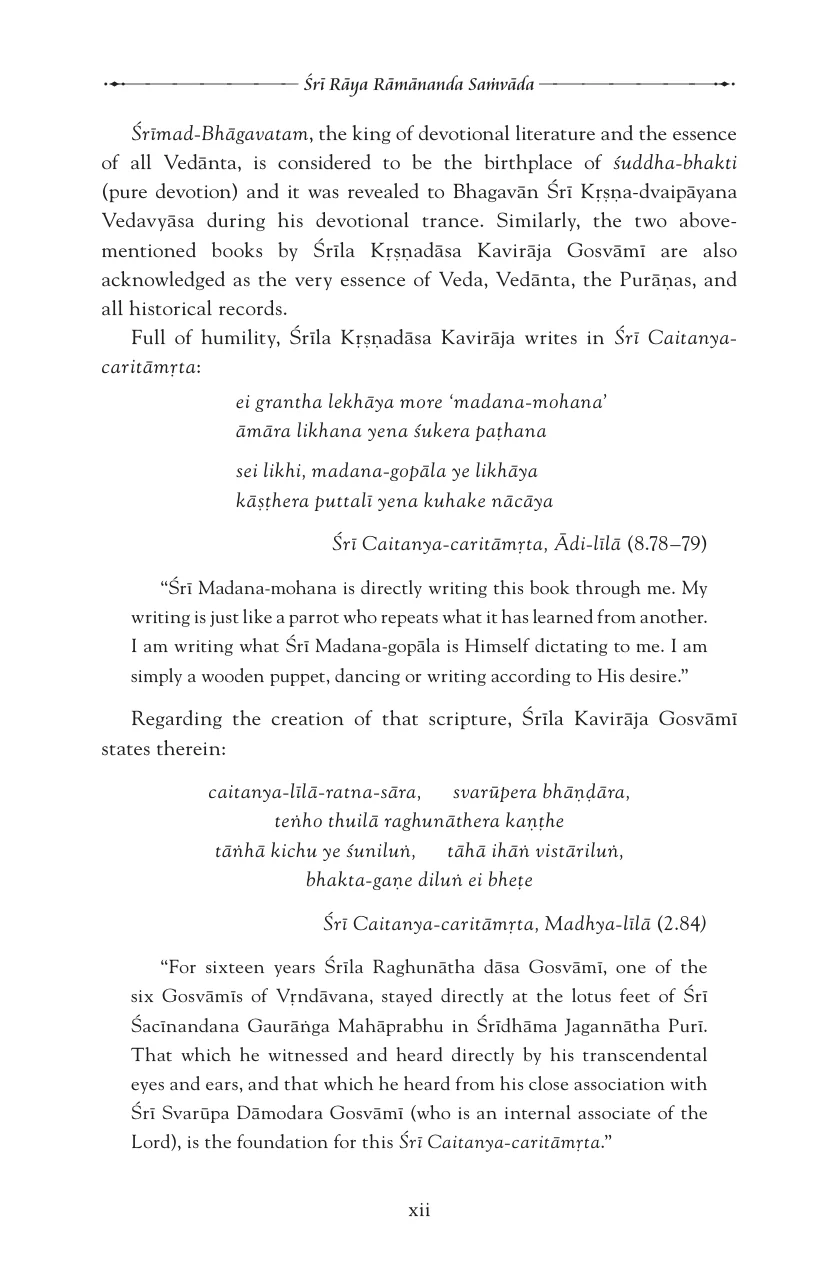 Śrī Rāya Rāmānanda Saṁvāda
Śrīmad-Bhāgavatam, the king of devotional literature and the essence
of all Vedānta, is considered to be the birthplace of śuddha-bhakti
(pure devotion) and it was revealed to Bhagavān Śrī Kṛṣṇa-dvaipāyana
Vedavyāsa during his devotional trance. Similarly, the two above-
mentioned books by Śrīla Kṛṣṇadāsa Kavirāja Gosvāmī are also
acknowledged as the very essence of Veda, Vedānta, the Purāṇas, and
all historical records.
Full of humility, Śrīla Kṛṣṇadāsa Kavirāja writes in Śrī Caitanya-
caritāmṛta:
ei grantha lekhāya more ‘madana-mohana’
āmāra likhana yena śukera paṭhana
sei likhi, madana-gopāla ye likhāya
kāṣṭhera puttalī yena kuhake nācāya
Śrī Caitanya-caritāmṛta, Ādi-līlā (8.78–79)
“Śrī Madana-mohana is directly writing this book through me. My
writing is just like a parrot who repeats what it has learned from another.
I am writing what Śrī Madana-gopāla is Himself dictating to me. I am
simply a wooden puppet, dancing or writing according to His desire.”
Regarding the creation of that scripture, Śrīla Kavirāja Gosvāmī
states therein:
caitanya-līlā-ratna-sāra, svarūpera bhāṇḍāra,
teṅho thuilā raghunāthera kaṇṭhe
tāṅhā kichu ye śuniluṅ, tāhā ihāṅ vistāriluṅ,
bhakta-gaṇe diluṅ ei bheṭe
Śrī Caitanya-caritāmṛta, Madhya-līlā (2.84)
“For sixteen years Śrīla Raghunātha dāsa Gosvāmī, one of the
six Gosvāmīs of Vṛndāvana, stayed directly at the lotus feet of Śrī
Śacīnandana Gaurāṅga Mahāprabhu in Śrīdhāma Jagannātha Purī.
That which he witnessed and heard directly by his transcendental
eyes and ears, and that which he heard from his close association with
Śrī Svarūpa Dāmodara Gosvāmī (who is an internal associate of the
Lord), is the foundation for this Śrī Caitanya-caritāmṛta.”
xii